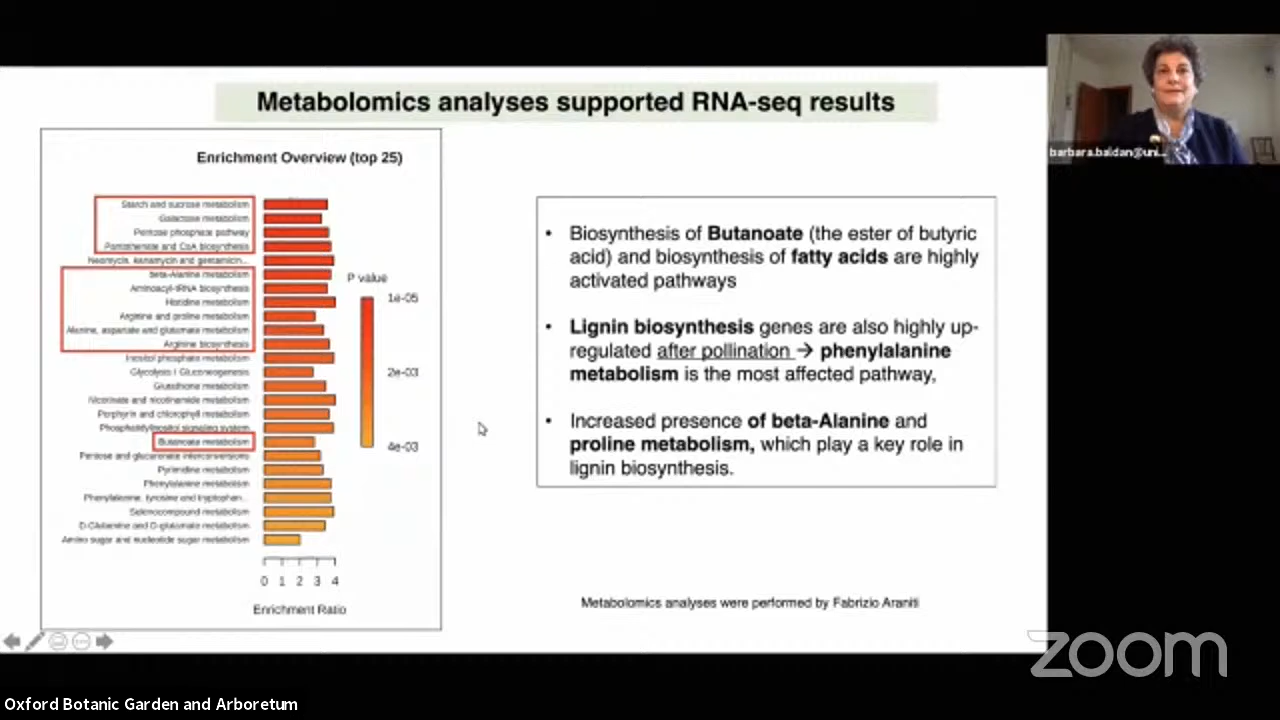 Metabolomics analyses supported RNA-seq results
barbara.baldan@uni...
Enrichment Overview (top 25)
Starch and sucrose metabolism
Galactose metabolism
Pentose phosphate pathway
Pantothenate and CoA biosynthesis
Neomycin, kanamycin and gentamicin...
beta-Alanine metabolism
Aminoacyl-tRNA biosynthesis
Histidine metabolism
Arginine and proline metabolism
Alanine, aspartate and glutamate metabolism
Arginine biosynthesis
Inositol phosphate metabolism
Glycolysis / Gluconeogenesis
Glutathione metabolism
Nicotinate and nicotinamide metabolism
Porphyrin and chlorophyll metabolism
Phosphatidylinositol signaling system
Butanoate metabolism
Pentose and glucuronate interconversions
Pyrimidine metabolism
Phenylalanine metabolism
Phenylalanine, tyrosine and tryptophan...
Selenocompound metabolism
D-Glutamine and D-glutamate metabolism
Amino sugar and nucleotide sugar metabolism
P value
1e-05
2e-03
4e-03
0 1 2 3 4
Enrichment Ratio
• Biosynthesis of Butanoate (the ester of butyric
acid) and biosynthesis of fatty acids are highly
activated pathways
• Lignin biosynthesis genes are also highly up-
regulated after pollination → phenylalanine
metabolism is the most affected pathway,
• Increased presence of beta-Alanine and
proline metabolism, which play a key role in
lignin biosynthesis.
Metabolomics analyses were performed by Fabrizio Araniti
zoom
Oxford Botanic Garden and Arboretum